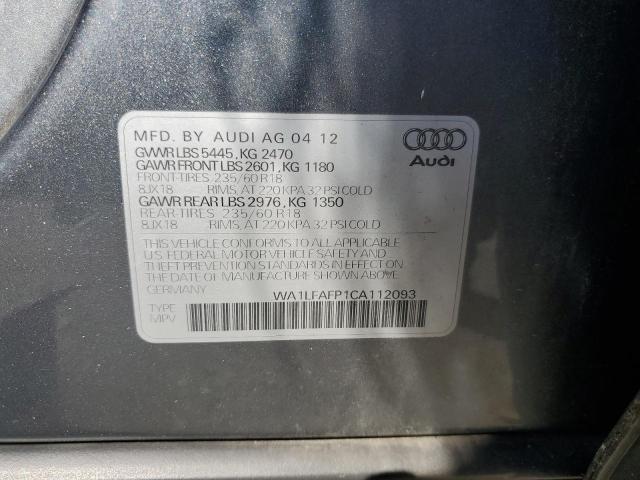 MFD. BY AUDI AG 04 12
GVWR LBS 5445, KG 2470
GAWR FRONT LBS 2601, KG 1180
FRONT-TIRES 235/60 R18
8JX18 RIMS, AT 220 KPA 32 PSI COLD
GAWR REAR LBS 2976, KG 1350
REAR-TIRES 235/60 R18
8JX18 RIMS, AT 220 KPA 32 PSI COLD
Audi
THIS VEHICLE CONFORMS TO ALL APPLICABLE
U.S. FEDERAL MOTOR VEHICLE SAFETY AND
THEFT PREVENTION STANDARDS IN EFFECT ON
THE DATE OF MANUFACTURE SHOWN ABOVE.
GERMANY WA1LFAFP1CA112093
TYPE
MPV